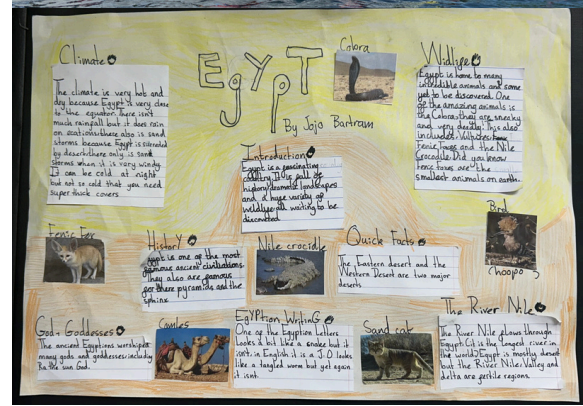 Climate
The climate is very hot and
dry because Egypt is very close
to the equator. there isn't
much rainfall but it does rain
on ocations. there also is sand
storms because Egypt is surrounded
by desert. there only is sand
storms when it is very windy.
It can be cold at night
but not so cold that you need
super thick covers
EgYpT
By Jojo Bartram
Cobra
Introduction
Egypt is a fascinating
country. It is full of
history, dramatic landscapes
and a huge variety of
wildlife all waiting to be
discovered
Wildlife
Egypt is home to many
incredible animals and some
yet to be discovered. One
of the amazing animals is
the Cobra: they are sneaky
and very deadly! This also
includes: Vulpines,
Fenic Foxes and the Nile
Crocodile. Did you know
Fenic Foxes are the
smallest animals on earth.
Fenic Fox
History
Egypt is one of the most
famous ancient civilisations.
They also are famous
for there pyramids and the
sphinx
Nile crocidle
Quick Facts
The Eastern desert and the
Western Desert are two major
deserts
Bird
(hoopo)
God + Goddesses
The ancient Egyptians worshiped
many gods and goddesses including
Ra the sun God.
Camles
EgYptian WritinG
One of the Egyptian Letters
Looks a bit like a snake but it
isnt, in English it is a J. O looks
like a tangled worm but yet again
it isnt.
Sand cat
The River Nile
The River Nile flows through
Egypt (it is the longest river in
the world) Egypt is mostly desert
but the River Nile: Valley and
delta are fertile regions.